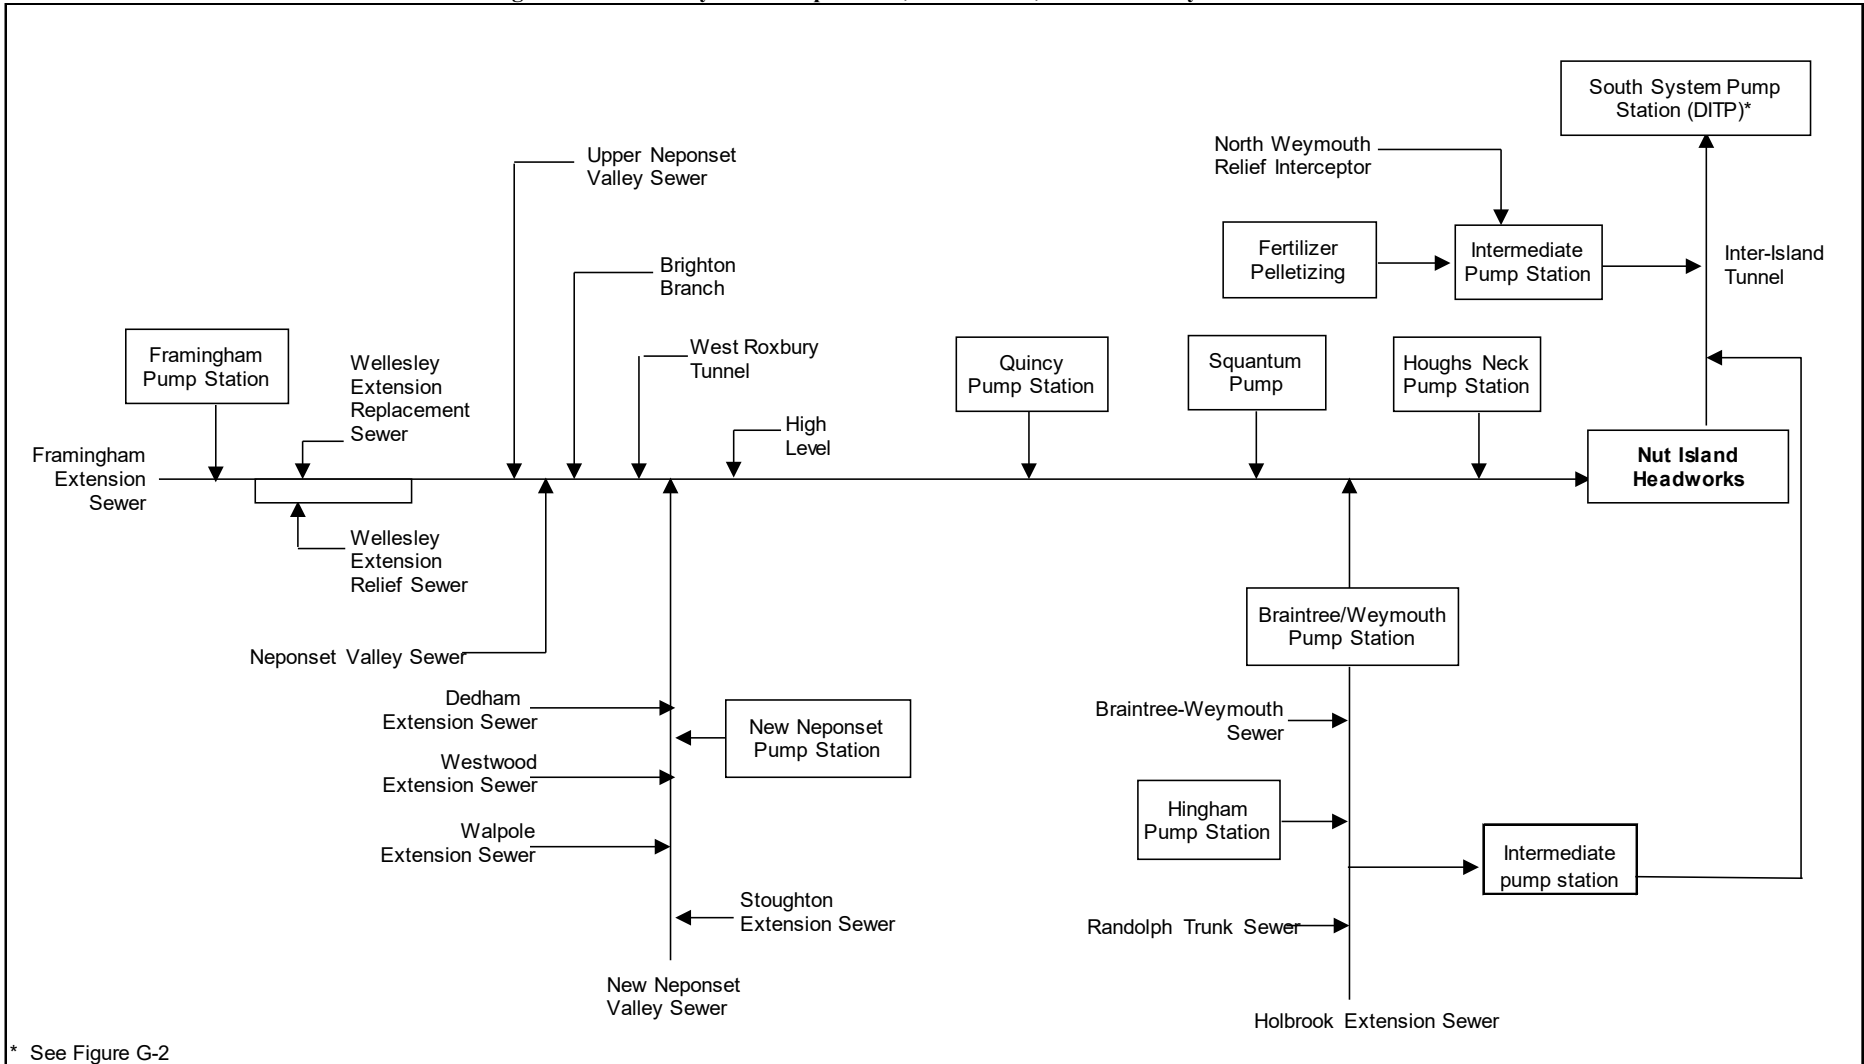 South System Pump
Station (DITP)*
North Weymouth
Relief Interceptor
Upper Neponset
Valley Sewer
Fertilizer
Pelletizing
Intermediate
Pump Station
Inter-Island
Tunnel
Brighton
Branch
Framingham
Pump Station
Wellesley
Extension
Replacement
Sewer
West Roxbury
Tunnel
Quincy
Pump Station
Squantum
Pump
Houghs Neck
Pump Station
High
Level
Framingham
Extension
Sewer
Nut Island
Headworks
Wellesley
Extension
Relief Sewer
Braintree/Weymouth
Pump Station
Neponset Valley Sewer
Dedham
Extension Sewer
New Neponset
Pump Station
Braintree-Weymouth
Sewer
Westwood
Extension Sewer
Hingham
Pump Station
Walpole
Extension Sewer
Intermediate
pump station
Stoughton
Extension Sewer
Randolph Trunk Sewer
New Neponset
Valley Sewer
Holbrook Extension Sewer
* See Figure G-2